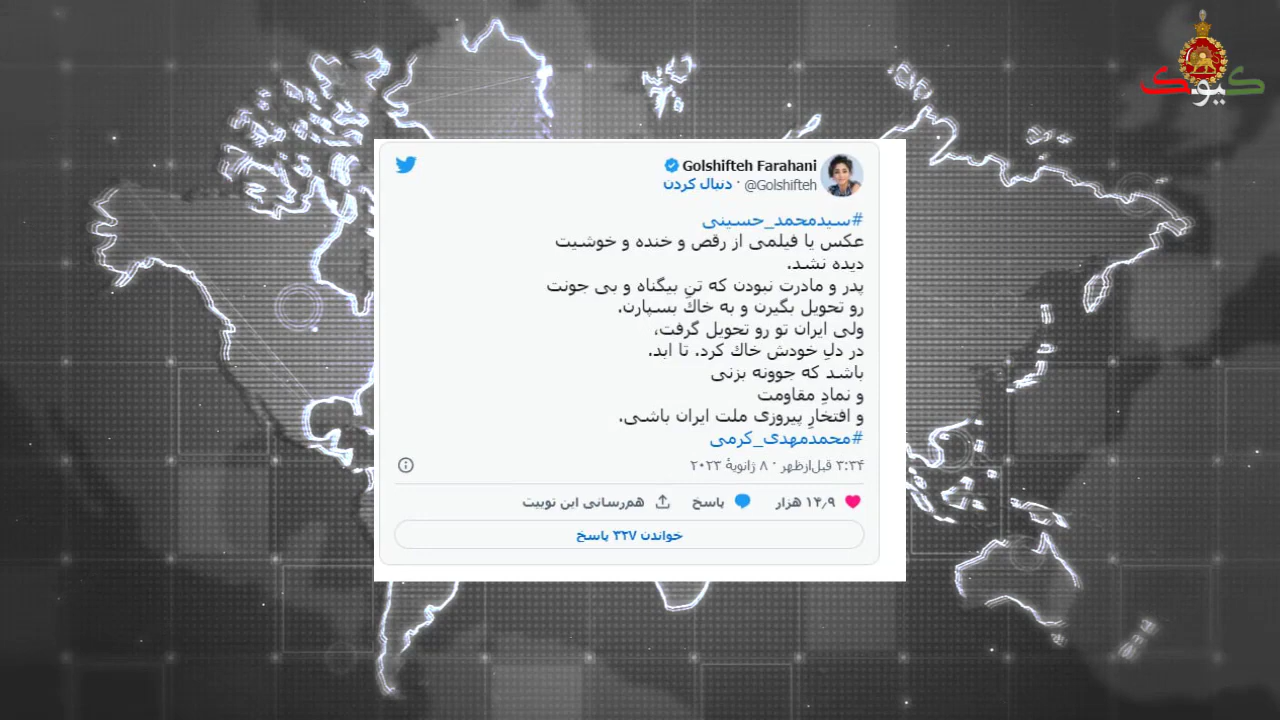 کیوک
Golshifteh Farahani
@Golshifteh · دنبال کردن
#سیدمحمد_حسینی
عکس یا فیلمی از رقص و خنده و خوشیت
دیده نشد.
پدر و مادرت نبودن که تنِ بیگناه و بی جونت
رو تحویل بگیرن و به خاك بسپارن.
ولی ایران تو رو تحویل گرفت،
در دلِ خودش خاك کرد. تا ابد.
باشد که جوونه بزنی
و نمادِ مقاومت
و افتخارِ پیروزی ملت ایران باشی.
#محمدمهدی_کرمی
۳:۳۴ قبل‌ازظهر · ۸ ژانویهٔ ۲۰۲۳
۱۴٫۹ هزار پاسخ هم‌رسانی این توییت
خواندن ۳۲۷ پاسخ